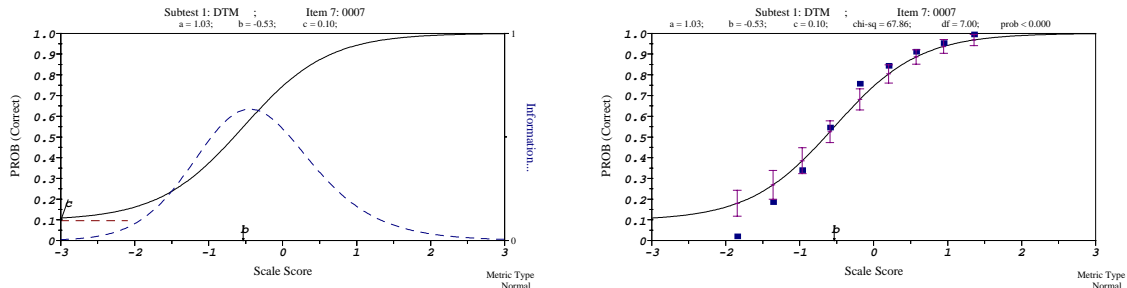 Subtest 1: DTM ; Item 7: 0007
a = 1.03; b = -0.53; c = 0.10;
1.0
0.9
0.8
0.7
0.6
0.5
0.4
0.3
0.2
0.1
0
PROB (Correct)
c
b
1
0
Information...
-3 -2 -1 0 1 2 3
Scale Score
Metric Type
Normal
Subtest 1: DTM ; Item 7: 0007
a = 1.03; b = -0.53; c = 0.10; chi-sq = 67.86; df = 7.00; prob < 0.000
1.0
0.9
0.8
0.7
0.6
0.5
0.4
0.3
0.2
0.1
0
PROB (Correct)
b
-3 -2 -1 0 1 2 3
Scale Score
Metric Type
Normal